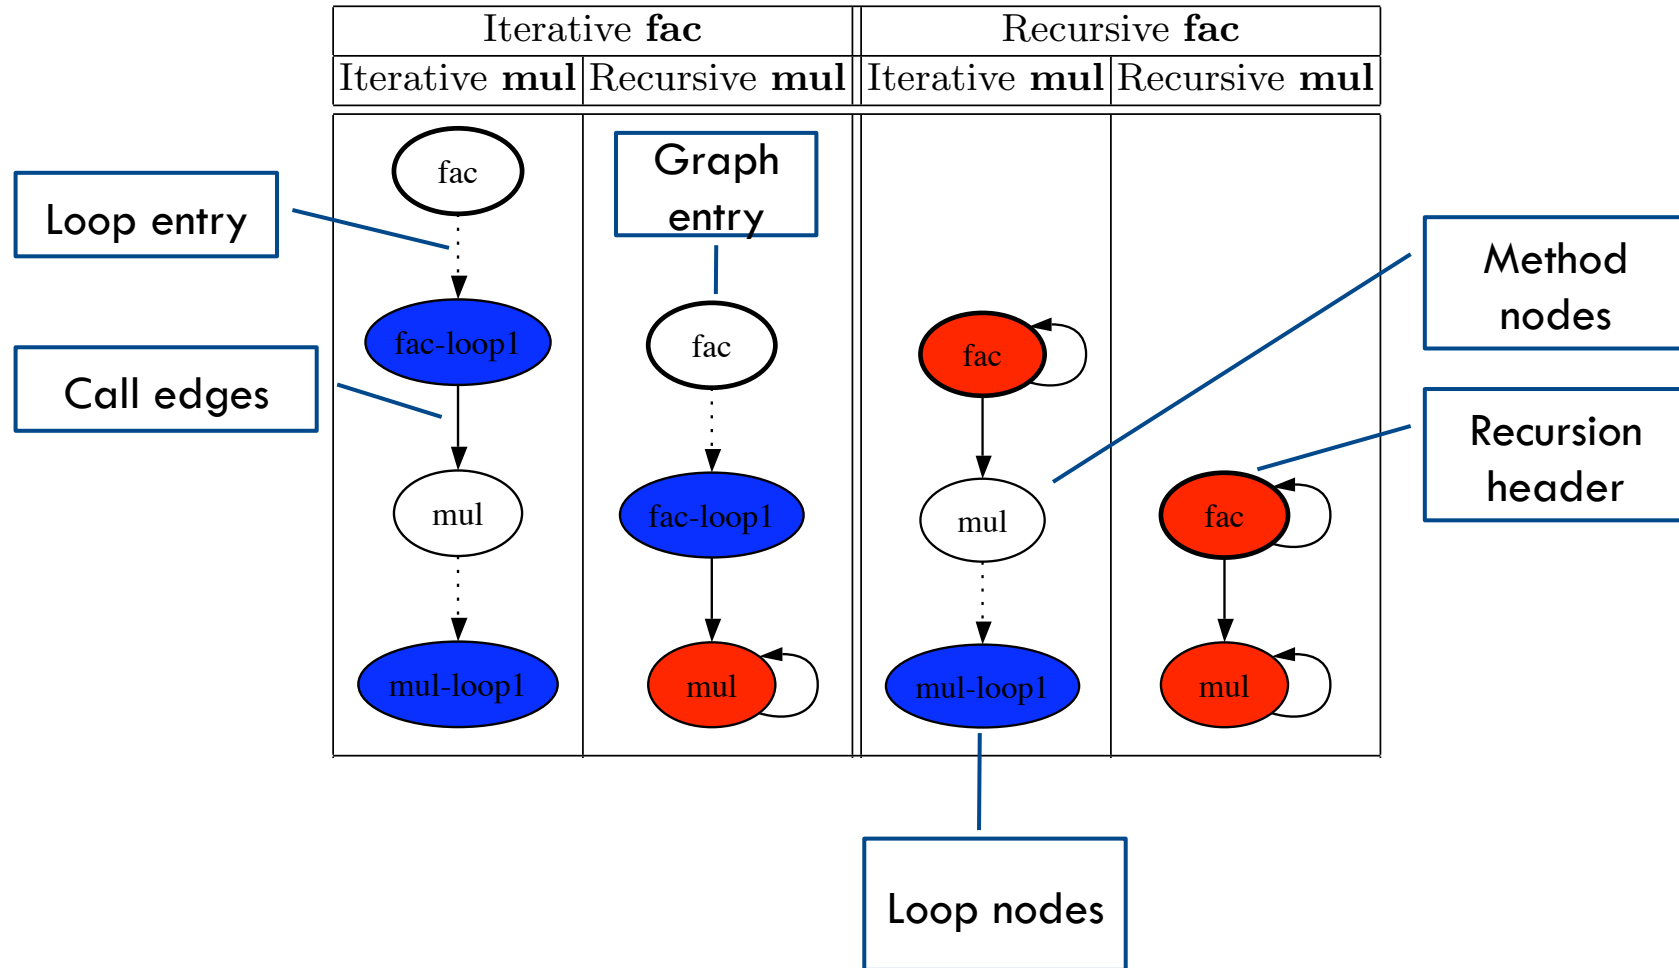 Iterative fac
Recursive fac
Iterative mul
Recursive mul
Iterative mul
Recursive mul
Loop entry
Call edges
fac
fac-loop1
mul
mul-loop1
Graph
entry
fac
fac-loop1
mul
fac
mul
mul-loop1
fac
mul
Method
nodes
Recursion
header
Loop nodes